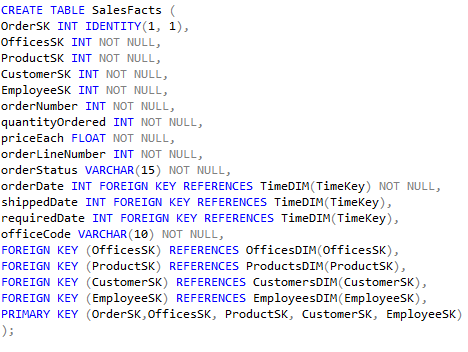 CREATE TABLE SalesFacts (
OrderSK INT IDENTITY(1, 1),
OfficesSK INT NOT NULL,
ProductSK INT NOT NULL,
CustomerSK INT NOT NULL,
EmployeeSK INT NOT NULL,
orderNumber INT NOT NULL,
quantityOrdered INT NOT NULL,
priceEach FLOAT NOT NULL,
orderLineNumber INT NOT NULL,
orderStatus VARCHAR(15) NOT NULL,
orderDate INT FOREIGN KEY REFERENCES TimeDIM(TimeKey) NOT NULL,
shippedDate INT FOREIGN KEY REFERENCES TimeDIM(TimeKey),
requiredDate INT FOREIGN KEY REFERENCES TimeDIM(TimeKey),
officeCode VARCHAR(10) NOT NULL,
FOREIGN KEY (OfficesSK) REFERENCES OfficesDIM(OfficesSK),
FOREIGN KEY (ProductSK) REFERENCES ProductsDIM(ProductSK),
FOREIGN KEY (CustomerSK) REFERENCES CustomersDIM(CustomerSK),
FOREIGN KEY (EmployeeSK) REFERENCES EmployeesDIM(EmployeeSK),
PRIMARY KEY (OrderSK,OfficesSK, ProductSK, CustomerSK, EmployeeSK)
);